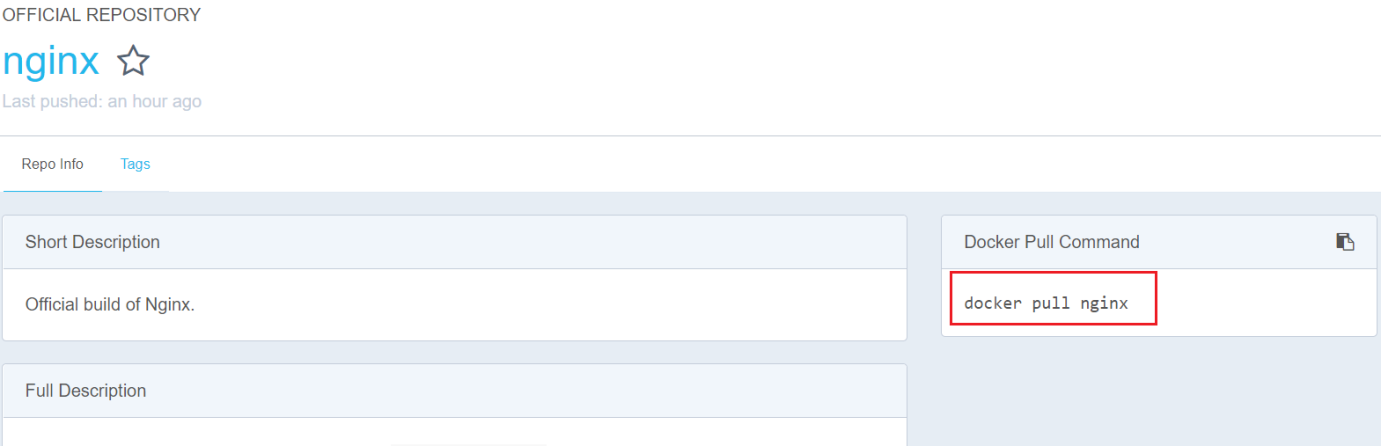 OFFICIAL REPOSITORY
nginx
Last pushed: an hour ago
Repo Info
Tags
Short Description
Official build of Nginx.
Full Description
Docker Pull Command
docker pull nginx